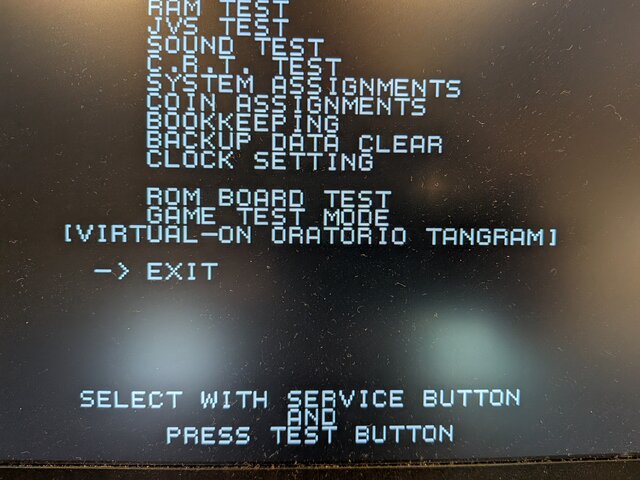 RAM TEST
JVS TEST
SOUND TEST
C.R.T. TEST
SYSTEM ASSIGNMENTS
COIN ASSIGNMENTS
BOOKKEEPING
BACKUP DATA CLEAR
CLOCK SETTING
ROM BOARD TEST
GAME TEST MODE
[VIRTUAL-ON ORATORIO TANGRAM]
-> EXIT
SELECT WITH SERVICE BUTTON
AND
PRESS TEST BUTTON